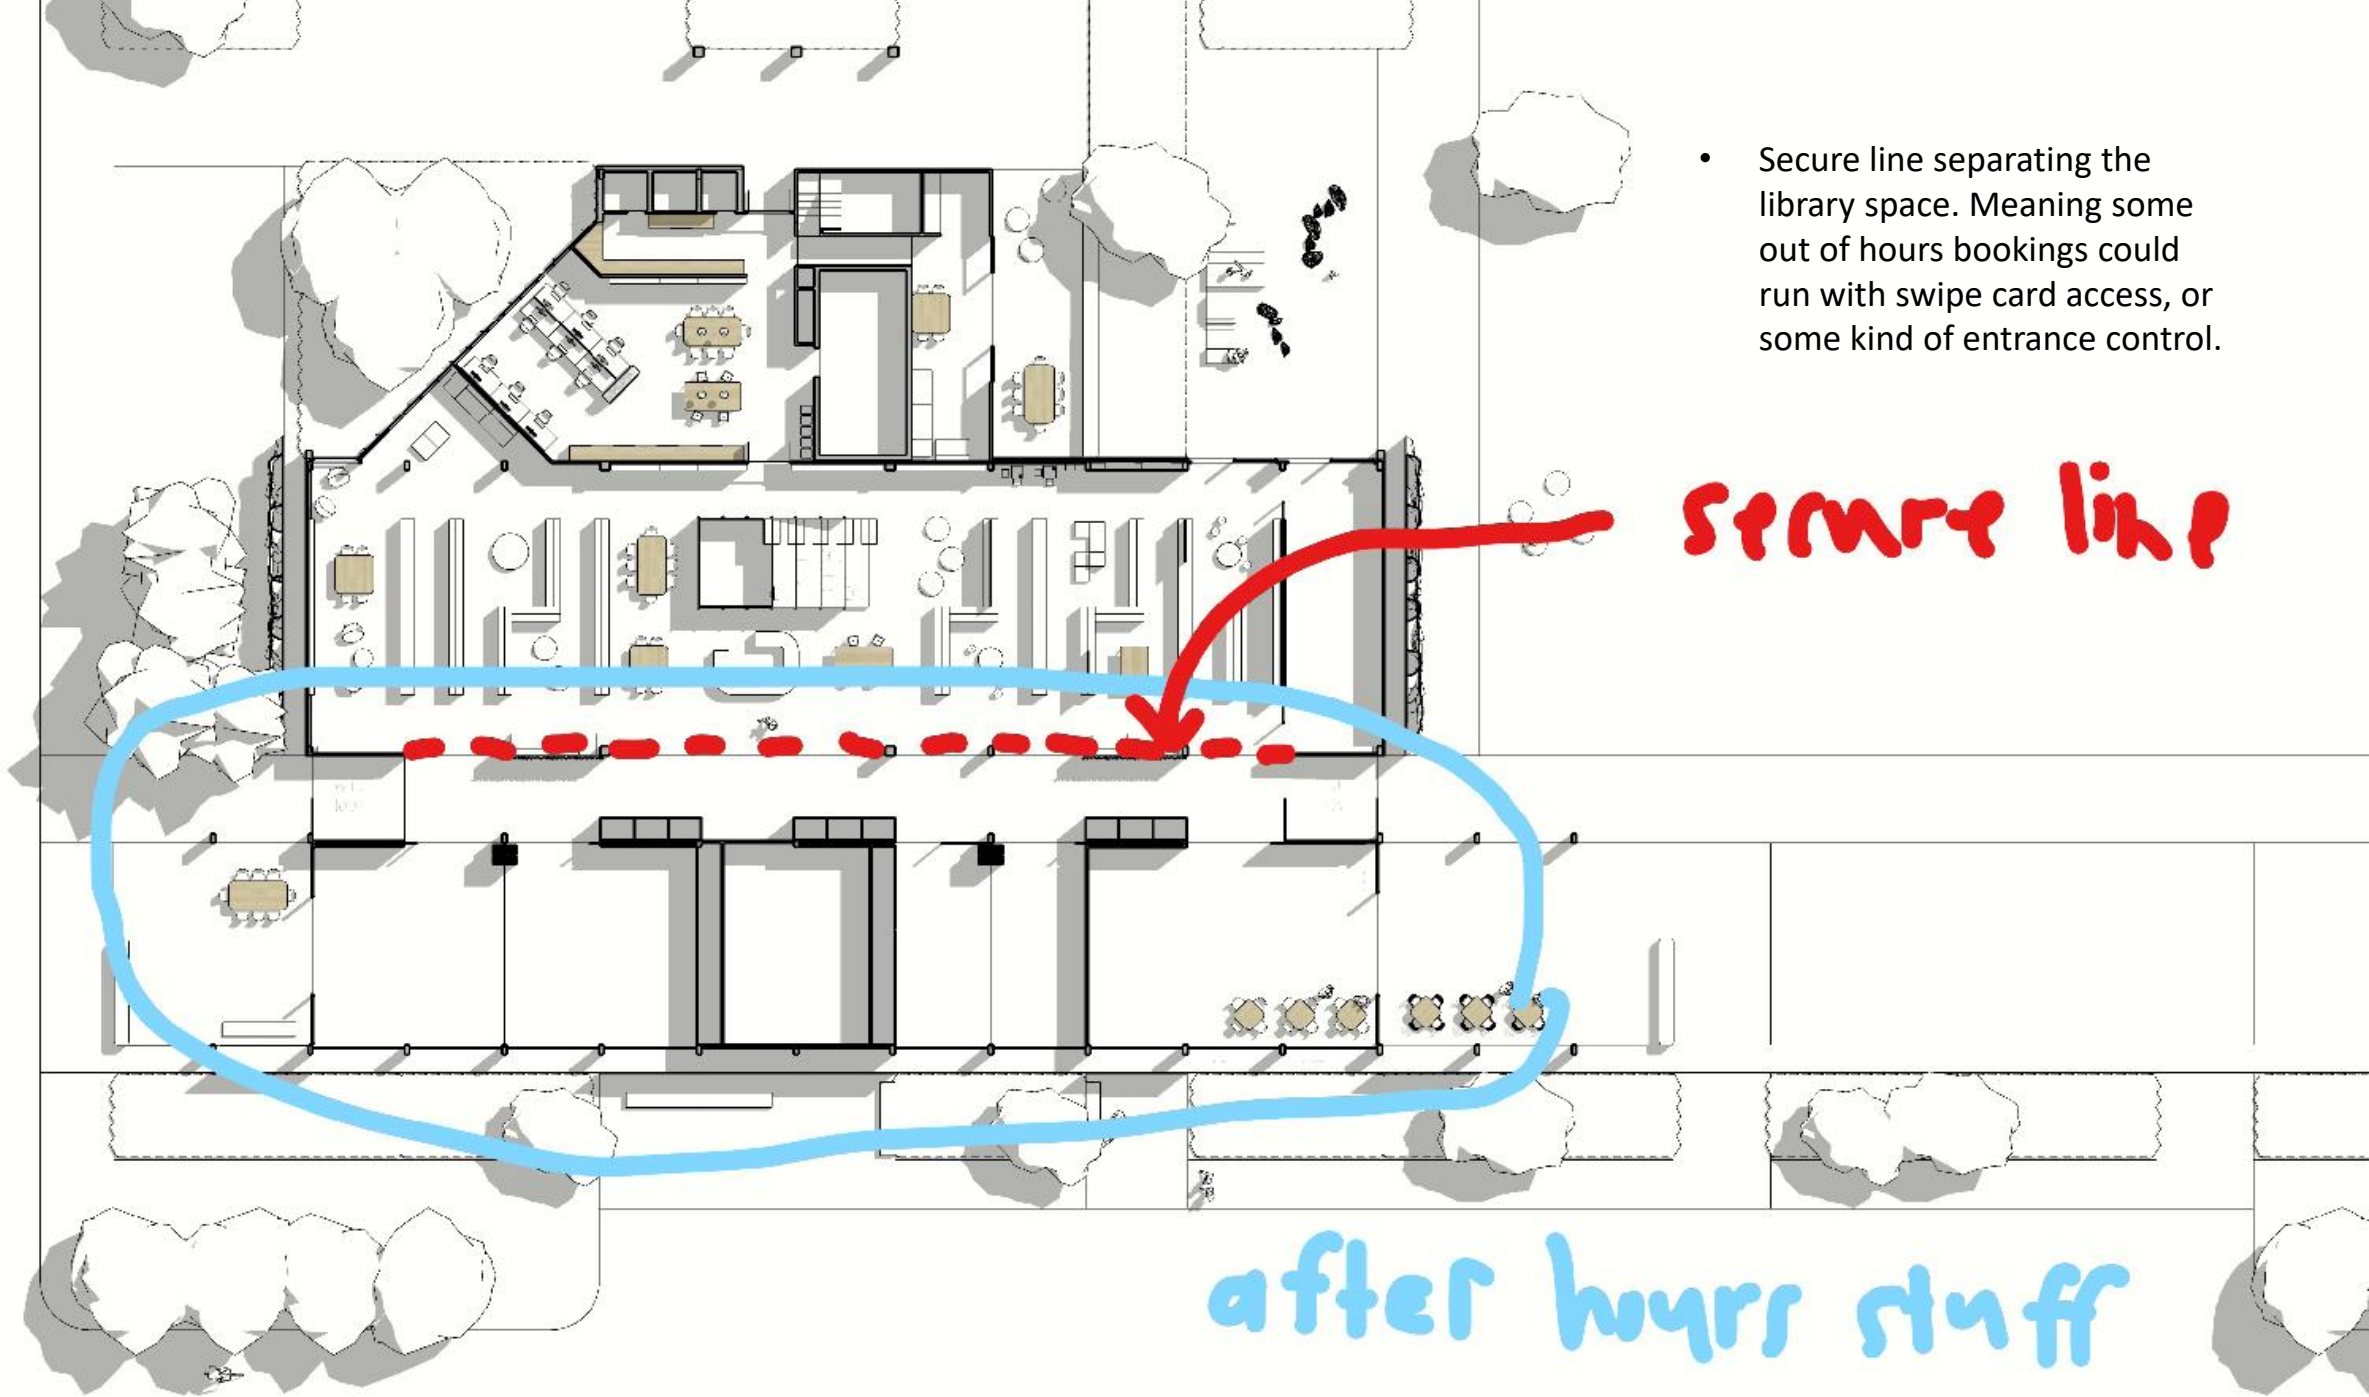 • Secure line separating the
library space. Meaning some
out of hours bookings could
run with swipe card access, or
some kind of entrance control.
secure line
after hours stuff